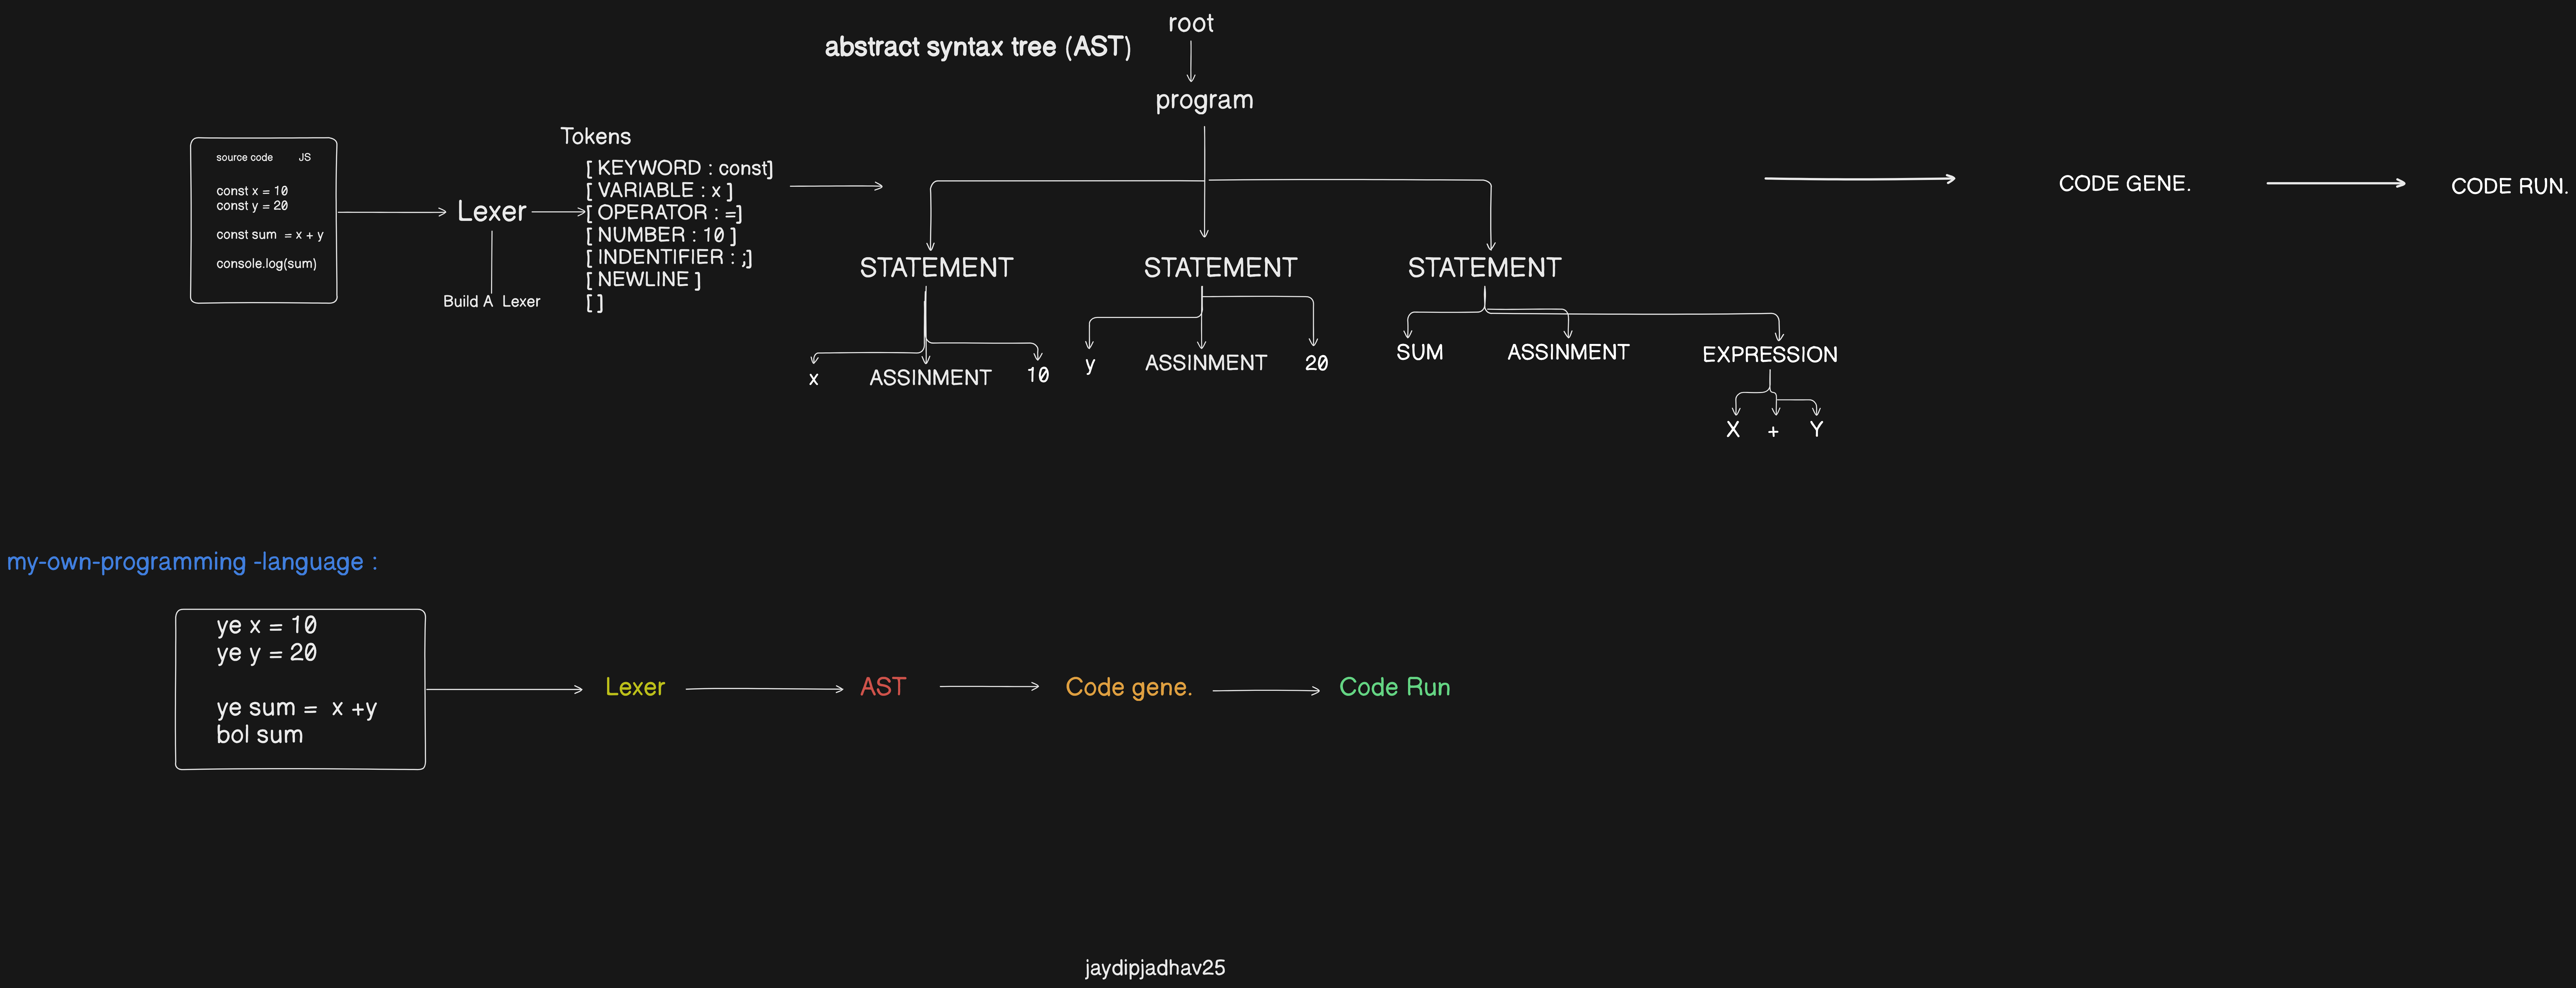 root
abstract syntax tree (AST)
program
Tokens
source code JS
const x = 10
const y = 20
const sum = x + y
console.log(sum)
Lexer
Build A Lexer
[ KEYWORD : const]
[ VARIABLE : x ]
[ OPERATOR : =]
[ NUMBER : 10 ]
[ INDENTIFIER : ;]
[ NEWLINE ]
[ ]
STATEMENT
STATEMENT
STATEMENT
x ASSINMENT 10
y ASSINMENT 20
SUM ASSINMENT EXPRESSION
X + Y
CODE GENE.
CODE RUN.
my-own-programming -language :
ye x = 10
ye y = 20
ye sum = x +y
bol sum
Lexer
AST
Code gene.
Code Run
jaydipjadhav25